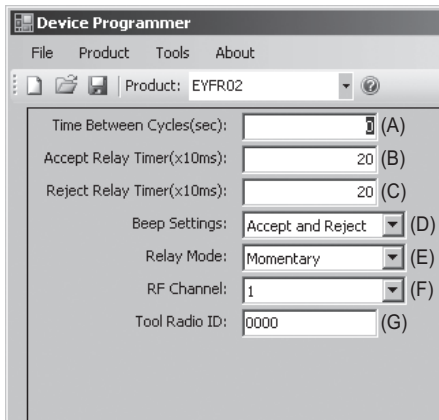 Device Programmer
File Product Tools About
Product: EYFR02
Time Between Cycles(sec): 0 (A)
Accept Relay Timer(x10ms): 20 (B)
Reject Relay Timer(x10ms): 20 (C)
Beep Settings: Accept and Reject (D)
Relay Mode: Momentary (E)
RF Channel: 1 (F)
Tool Radio ID: 0000 (G)